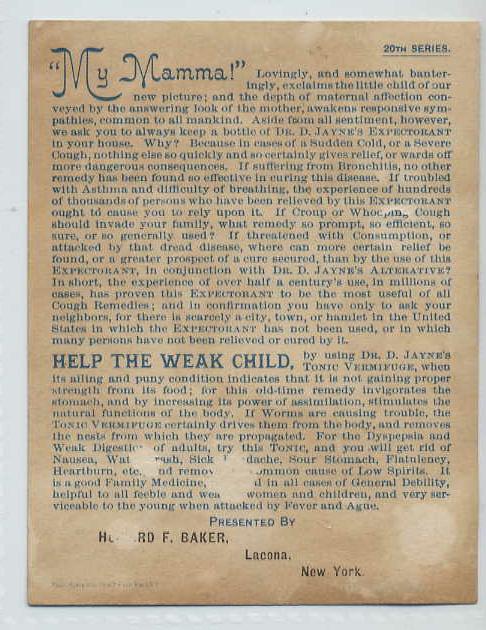 20TH SERIES.
"My Mamma!" Lovingly, and somewhat banter-
ingly, exclaims the little child of our
new picture; and the depth of maternal affection con-
veyed by the answering look of the mother, awakens responsive sym-
pathies, common to all mankind. Aside from all sentiment, however,
we ask you to always keep a bottle of DR. D. JAYNE'S EXPECTORANT
in your house. Why? Because in cases of a Sudden Cold, or a Severe
Cough, nothing else so quickly and so certainly gives relief, or wards off
more dangerous consequences. If suffering from Bronchitis, no other
remedy has been found so effective in curing this disease. If troubled
with Asthma and difficulty of breathing, the experience of hundreds
of thousands of persons who have been relieved by this EXPECTORANT
ought to cause you to rely upon it. If Croup or Whooping Cough
should invade your family, what remedy so prompt, so efficient, so
sure, or so generally used? If threatened with Consumption, or
attacked by that dread disease, where can more certain relief be
found, or a greater prospect of a cure secured, than by the use of this
EXPECTORANT, in conjunction with DR. D. JAYNE'S ALTERATIVE?
In short, the experience of over half a century's use, in millions of
cases, has proven this EXPECTORANT to be the most useful of all
Cough Remedies; and in confirmation you have only to ask your
neighbors, for there is scarcely a city, town, or hamlet in the United
States in which the EXPECTORANT has not been used, or in which
many persons have not been relieved or cured by it.
HELP THE WEAK CHILD, by using DR. D. JAYNE'S
TONIC VERMIFUGE, when
its ailing and puny condition indicates that it is not gaining proper
strength from its food; for this old-time remedy invigorates the
stomach, and by increasing its power of assimilation, stimulates the
natural functions of the body. If Worms are causing trouble, the
TONIC VERMIFUGE certainly drives them from the body, and removes
the nests from which they are propagated. For the Dyspepsia and
Weak Digestion of adults, try this TONIC, and you will get rid of
Nausea, Sick Sour Stomach, Flatulency,
Heartburn, etc. common cause of Low Spirits. It
is a good Family Medicine, in all cases of General Debility,
helpful to all feeble and women and children, and very ser-
viceable to the young when attacked by Fever and Ague.
PRESENTED BY
F. BAKER,
Lacona,
New York.